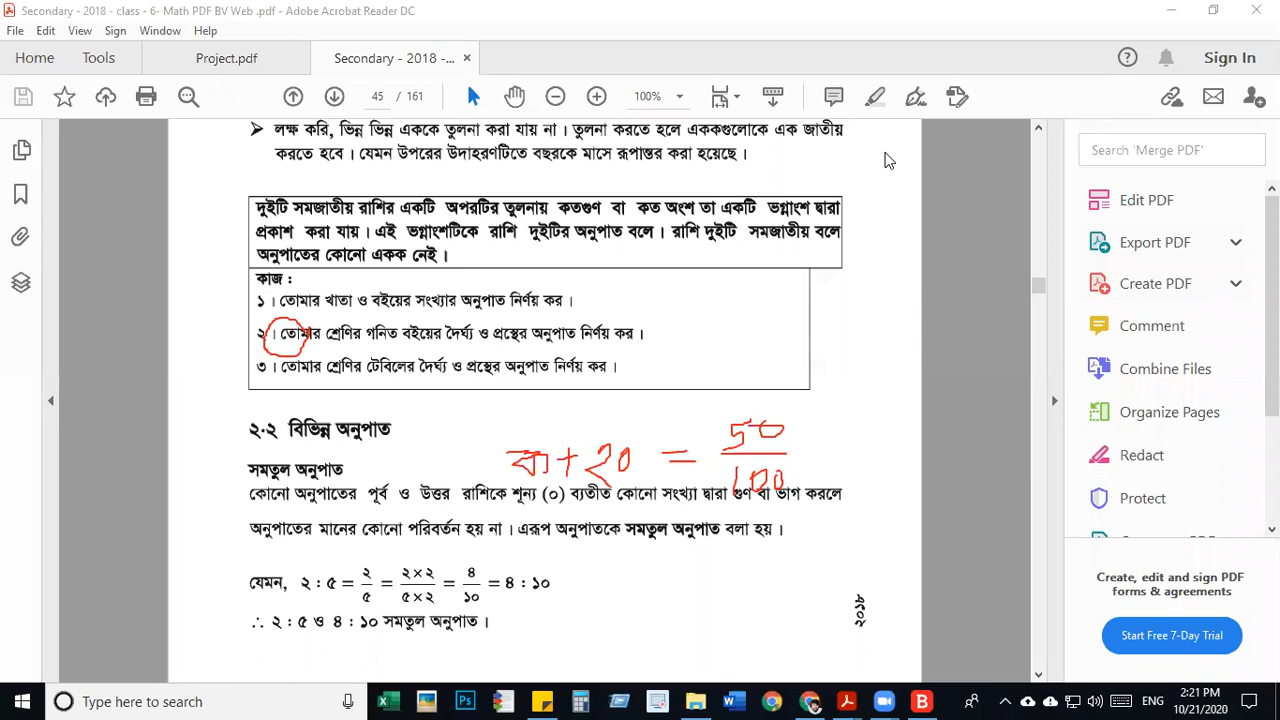 Secondary - 2018 - class - 6- Math PDF BV Web .pdf - Adobe Acrobat Reader DC
File Edit View Sign Window Help
Home Tools Project.pdf Secondary - 2018 -... × Sign In
45 / 161 100%
➢ লক্ষ করি, ভিন্ন ভিন্ন এককে তুলনা করা যায় না। তুলনা করতে হলে এককগুলোকে এক জাতীয়
করতে হবে। যেমন উপরের উদাহরণটিতে বছরকে মাসে রূপান্তর করা হয়েছে।
দুইটি সমজাতীয় রাশির একটি অপরটির তুলনায় কতগুণ বা কত অংশ তা একটি ভগ্নাংশ দ্বারা
প্রকাশ করা যায়। এই ভগ্নাংশটিকে রাশি দুইটির অনুপাত বলে। রাশি দুইটি সমজাতীয় বলে
অনুপাতের কোনো একক নেই।
কাজ :
১। তোমার খাতা ও বইয়ের সংখ্যার অনুপাত নির্ণয় কর।
২। তোমার শ্রেণির গনিত বইয়ের দৈর্ঘ্য ও প্রস্থের অনুপাত নির্ণয় কর।
৩। তোমার শ্রেণির টেবিলের দৈর্ঘ্য ও প্রস্থের অনুপাত নির্ণয় কর।
২·২ বিভিন্ন অনুপাত
ক + 20 = 50/100
সমতুল অনুপাত
কোনো অনুপাতের পূর্ব ও উত্তর রাশিকে শূন্য (০) ব্যতীত কোনো সংখ্যা দ্বারা গুণ বা ভাগ করলে
অনুপাতের মানের কোনো পরিবর্তন হয় না। এরূপ অনুপাতকে সমতুল অনুপাত বলা হয়।
যেমন, ২ : ৫ = ২/৫ = ২×২/৫×২ = ৪/১০ = ৪ : ১০
∴ ২ : ৫ ও ৪ : ১০ সমতুল অনুপাত।
২০১৮
Search 'Merge PDF'
Edit PDF
Export PDF
Create PDF
Comment
Combine Files
Organize Pages
Redact
Protect
Create, edit and sign PDF
forms & agreements
Start Free 7-Day Trial
Type here to search
ENG
2:21 PM
10/21/2020